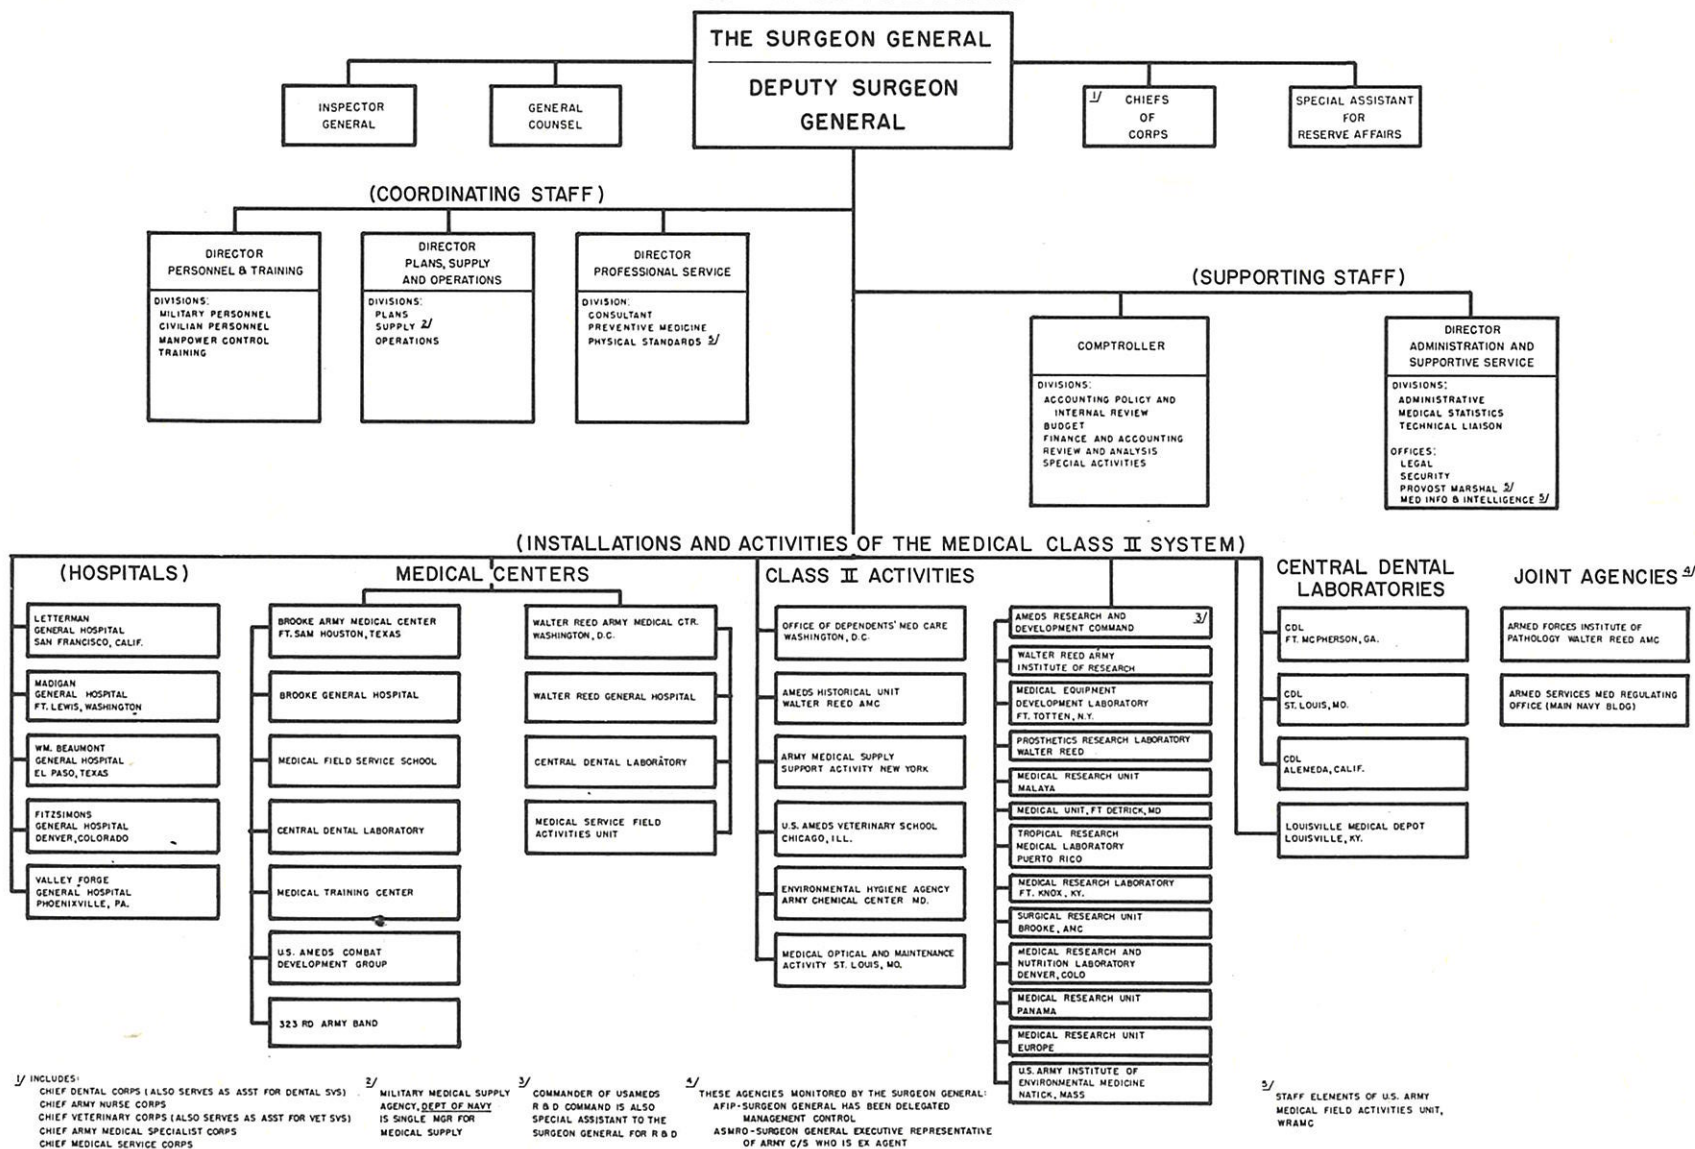 THE SURGEON GENERAL
DEPUTY SURGEON
GENERAL
INSPECTOR
GENERAL
GENERAL
COUNSEL
1/ CHIEFS
OF
CORPS
SPECIAL ASSISTANT
FOR
RESERVE AFFAIRS
(COORDINATING STAFF)
DIRECTOR
PERSONNEL & TRAINING
DIVISIONS:
MILITARY PERSONNEL
CIVILIAN PERSONNEL
MANPOWER CONTROL
TRAINING
DIRECTOR
PLANS, SUPPLY
AND OPERATIONS
DIVISIONS:
PLANS
SUPPLY 2/
OPERATIONS
DIRECTOR
PROFESSIONAL SERVICE
DIVISION:
CONSULTANT
PREVENTIVE MEDICINE
PHYSICAL STANDARDS 5/
(SUPPORTING STAFF)
COMPTROLLER
DIVISIONS:
ACCOUNTING POLICY AND
INTERNAL REVIEW
BUDGET
FINANCE AND ACCOUNTING
REVIEW AND ANALYSIS
SPECIAL ACTIVITIES
DIRECTOR
ADMINISTRATION AND
SUPPORTIVE SERVICE
DIVISIONS:
ADMINISTRATIVE
MEDICAL STATISTICS
TECHNICAL LIAISON
OFFICES:
LEGAL
SECURITY
PROVOST MARSHAL 5/
MED INFO & INTELLIGENCE 5/
(INSTALLATIONS AND ACTIVITIES OF THE MEDICAL CLASS II SYSTEM)
(HOSPITALS)
LETTERMAN
GENERAL HOSPITAL
SAN FRANCISCO, CALIF.
MADIGAN
GENERAL HOSPITAL
FT. LEWIS, WASHINGTON
WM. BEAUMONT
GENERAL HOSPITAL
EL PASO, TEXAS
FITZSIMONS
GENERAL HOSPITAL
DENVER, COLORADO
VALLEY FORGE
GENERAL HOSPITAL
PHOENIXVILLE, PA.
MEDICAL CENTERS
BROOKE ARMY MEDICAL CENTER
FT. SAM HOUSTON, TEXAS
BROOKE GENERAL HOSPITAL
MEDICAL FIELD SERVICE SCHOOL
CENTRAL DENTAL LABORATORY
MEDICAL TRAINING CENTER
U.S. AMEDS COMBAT
DEVELOPMENT GROUP
323 RD ARMY BAND
WALTER REED ARMY MEDICAL CTR.
WASHINGTON, D.C.
WALTER REED GENERAL HOSPITAL
CENTRAL DENTAL LABORATORY
MEDICAL SERVICE FIELD
ACTIVITIES UNIT
CLASS II ACTIVITIES
OFFICE OF DEPENDENTS' MED CARE
WASHINGTON, D.C.
AMEDS HISTORICAL UNIT
WALTER REED AMC
ARMY MEDICAL SUPPLY
SUPPORT ACTIVITY NEW YORK
U.S. AMEDS VETERINARY SCHOOL
CHICAGO, ILL.
ENVIRONMENTAL HYGIENE AGENCY
ARMY CHEMICAL CENTER MD.
MEDICAL OPTICAL AND MAINTENANCE
ACTIVITY ST. LOUIS, MO.
AMEDS RESEARCH AND 3/
DEVELOPMENT COMMAND
WALTER REED ARMY
INSTITUTE OF RESEARCH
MEDICAL EQUIPMENT
DEVELOPMENT LABORATORY
FT. TOTTEN, N.Y.
PROSTHETICS RESEARCH LABORATORY
WALTER REED
MEDICAL RESEARCH UNIT
MALAYA
MEDICAL UNIT, FT DETRICK, MD
TROPICAL RESEARCH
MEDICAL LABORATORY
PUERTO RICO
MEDICAL RESEARCH LABORATORY
FT. KNOX, KY.
SURGICAL RESEARCH UNIT
BROOKE, AMC
MEDICAL RESEARCH AND
NUTRITION LABORATORY
DENVER, COLO
MEDICAL RESEARCH UNIT
PANAMA
MEDICAL RESEARCH UNIT
EUROPE
U.S. ARMY INSTITUTE OF
ENVIRONMENTAL MEDICINE
NATICK, MASS
CENTRAL DENTAL
LABORATORIES
CDL
FT. MCPHERSON, GA.
CDL
ST. LOUIS, MO.
CDL
ALEMEDA, CALIF.
LOUISVILLE MEDICAL DEPOT
LOUISVILLE, KY.
JOINT AGENCIES 4/
ARMED FORCES INSTITUTE OF
PATHOLOGY WALTER REED AMC
ARMED SERVICES MED REGULATING
OFFICE (MAIN NAVY BLDG)
1/ INCLUDES:
CHIEF DENTAL CORPS (ALSO SERVES AS ASST FOR DENTAL SVS)
CHIEF ARMY NURSE CORPS
CHIEF VETERINARY CORPS (ALSO SERVES AS ASST FOR VET SVS)
CHIEF ARMY MEDICAL SPECIALIST CORPS
CHIEF MEDICAL SERVICE CORPS
2/ MILITARY MEDICAL SUPPLY
AGENCY, DEPT OF NAVY
IS SINGLE MGR FOR
MEDICAL SUPPLY
3/ COMMANDER OF USAMEDS
R & D COMMAND IS ALSO
SPECIAL ASSISTANT TO THE
SURGEON GENERAL FOR R & D
4/ THESE AGENCIES MONITORED BY THE SURGEON GENERAL:
AFIP-SURGEON GENERAL HAS BEEN DELEGATED
MANAGEMENT CONTROL
ASMRO-SURGEON GENERAL EXECUTIVE REPRESENTATIVE
OF ARMY C/S WHO IS EX AGENT
5/ STAFF ELEMENTS OF U.S. ARMY
MEDICAL FIELD ACTIVITIES UNIT,
WRAMC